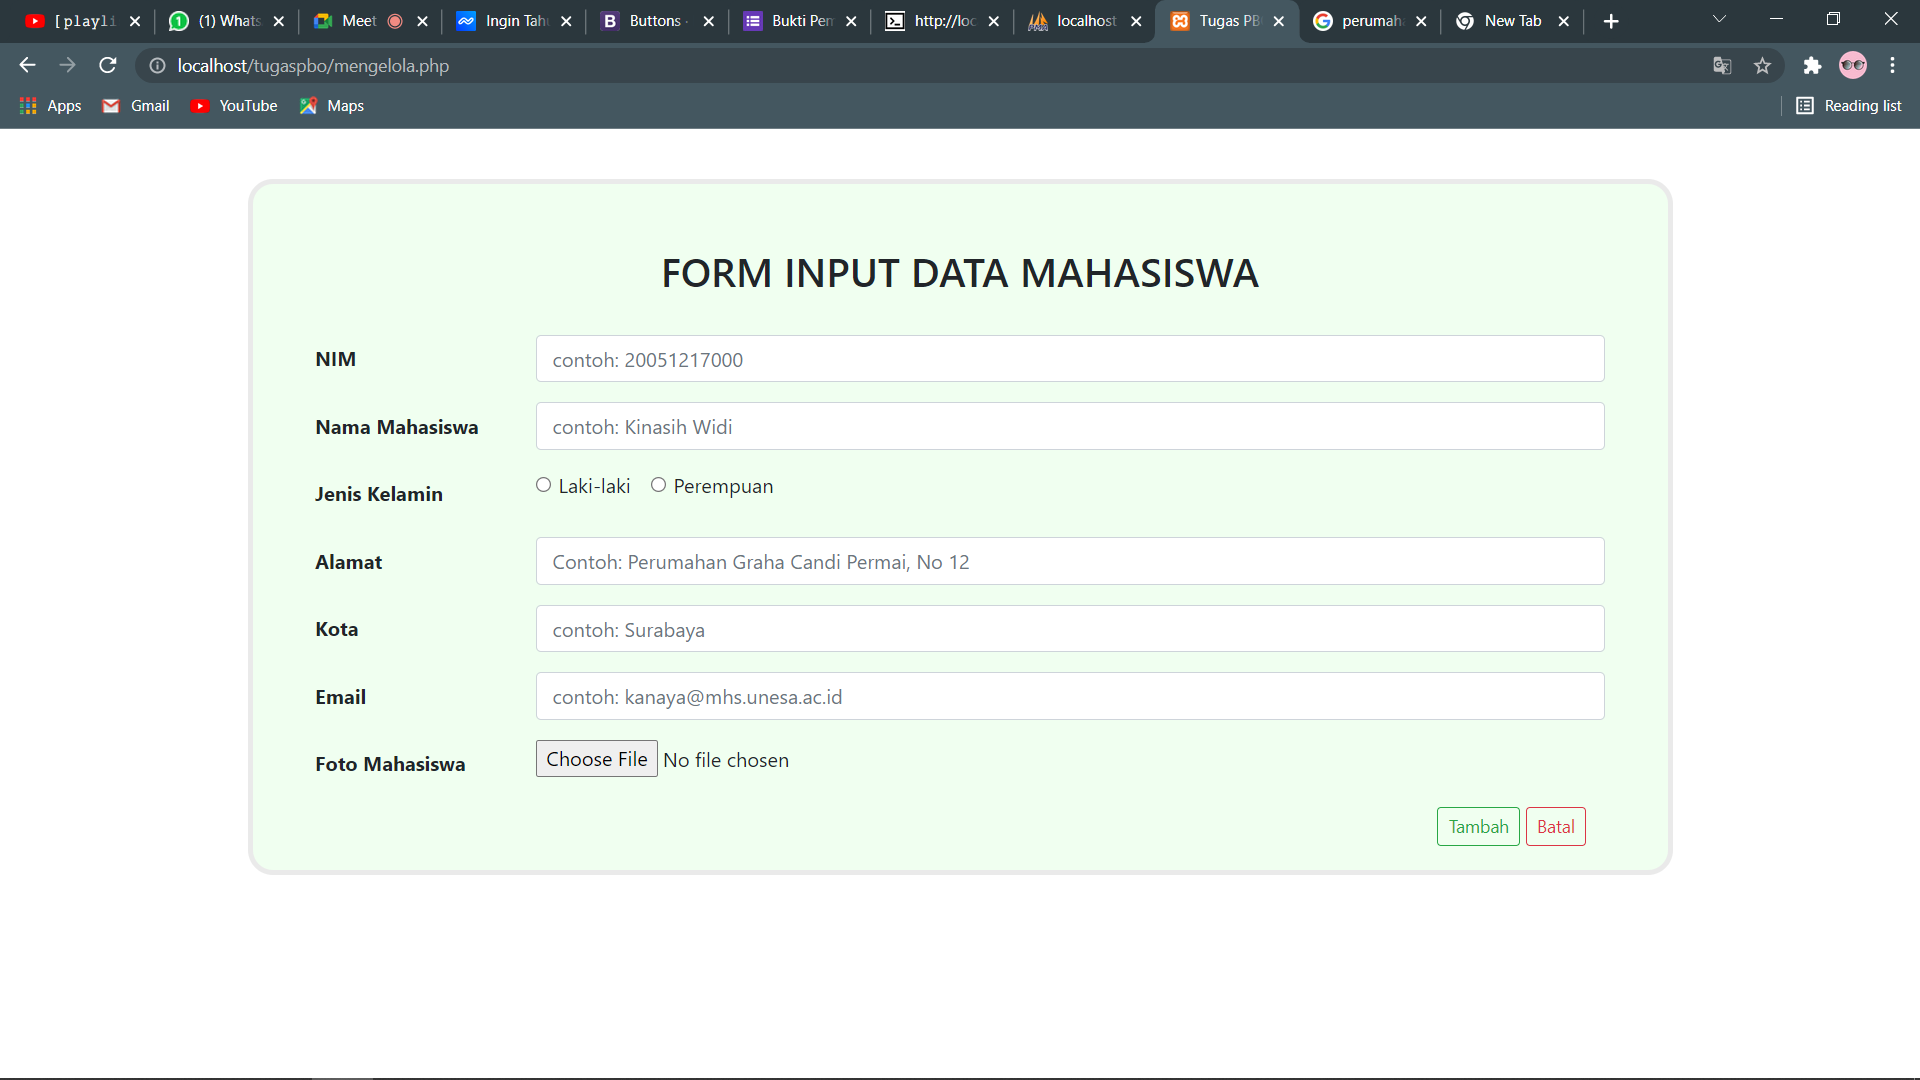 [playli
(1) Whats
Meet
Ingin Tah
Buttons -
Bukti Pem
http://loc
localhost
Tugas PB
perumah
New Tab
localhost/tugaspbo/mengelola.php
Apps
Gmail
YouTube
Maps
Reading list
FORM INPUT DATA MAHASISWA
NIM
contoh: 20051217000
Nama Mahasiswa
contoh: Kinasih Widi
Jenis Kelamin
Laki-laki Perempuan
Alamat
Contoh: Perumahan Graha Candi Permai, No 12
Kota
contoh: Surabaya
Email
contoh: kanaya@mhs.unesa.ac.id
Foto Mahasiswa
Choose File No file chosen
Tambah Batal